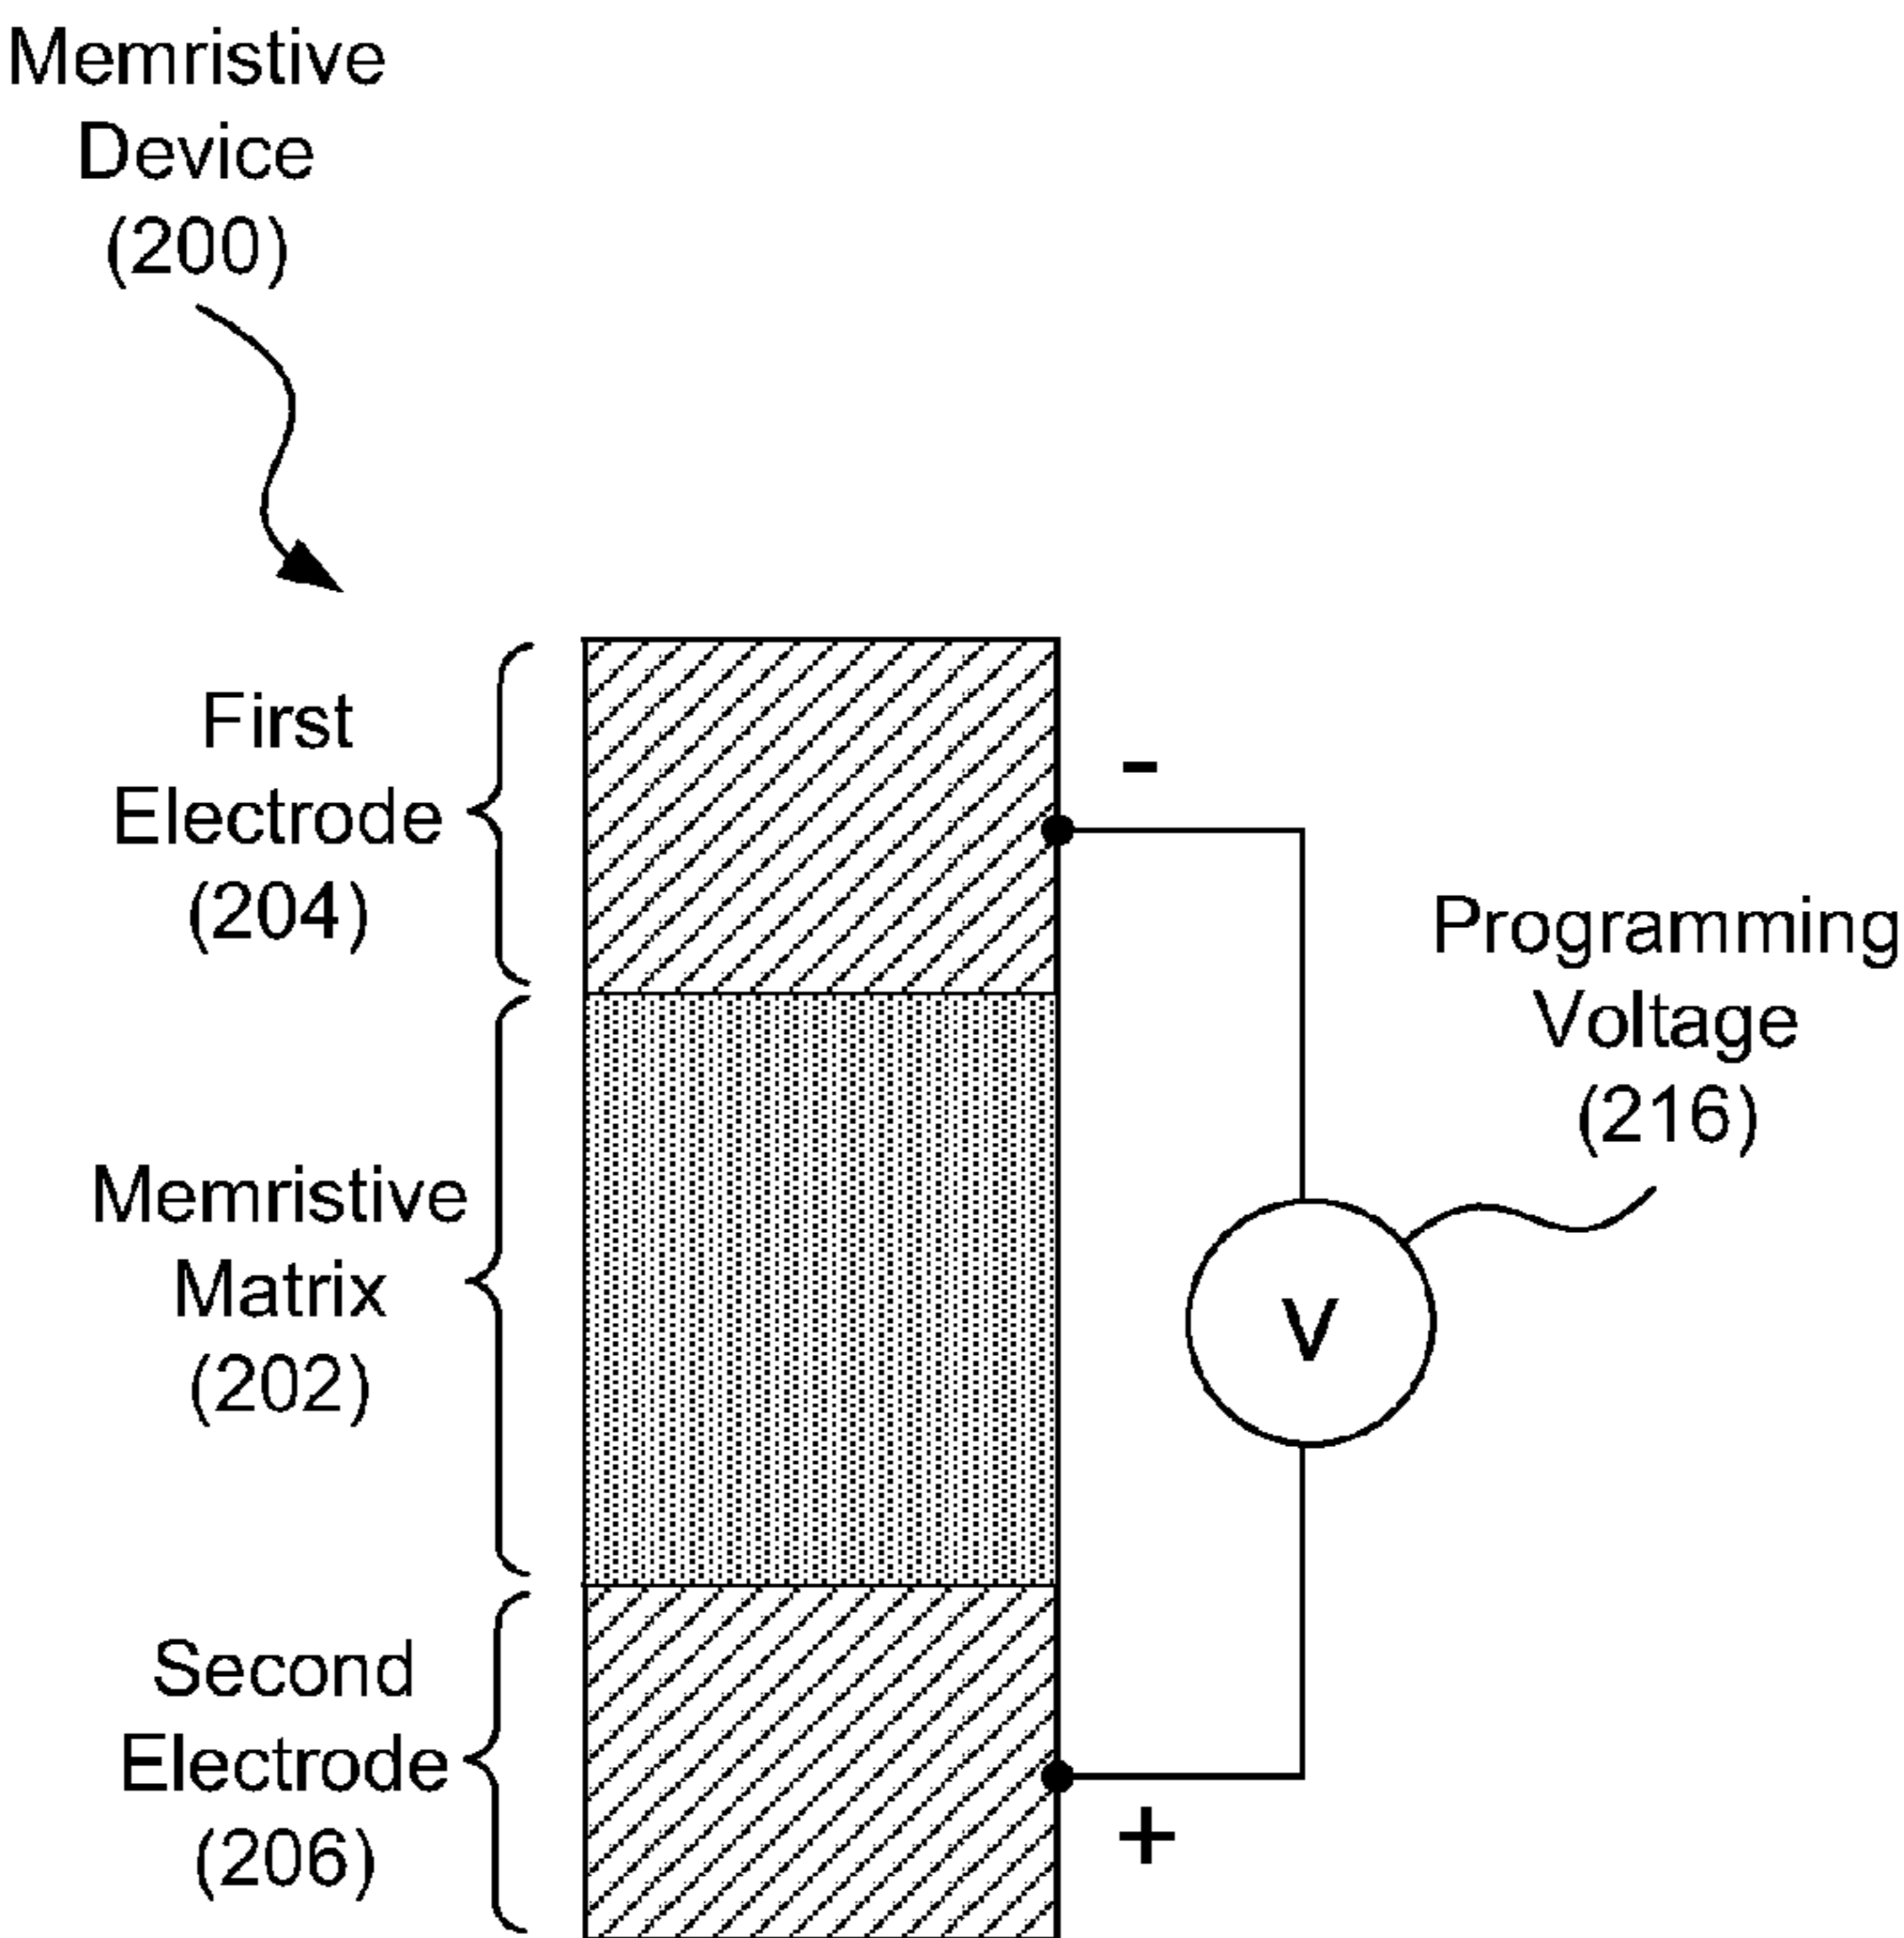 Memristive
Device
(200)
First
Electrode
(204)
-
Programming
Voltage
(216)
Memristive
Matrix
(202)
V
Second
Electrode
(206)
+